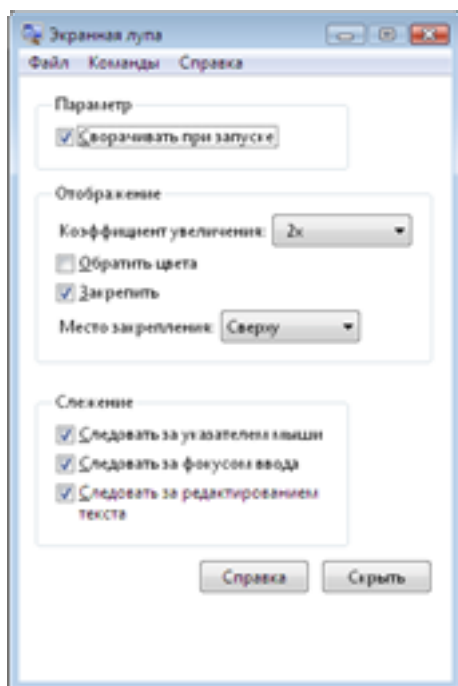 Экранная лупа
Файл Команды Справка
Параметр
Сворачивать при запуске
Отображение
Коэффициент увеличения: 2x
Обратить цвета
Закрепить
Место закрепления: Сверху
Слежение
Следовать за указателем мыши
Следовать за фокусом ввода
Следовать за редактированием
текста
Справка Скрыть